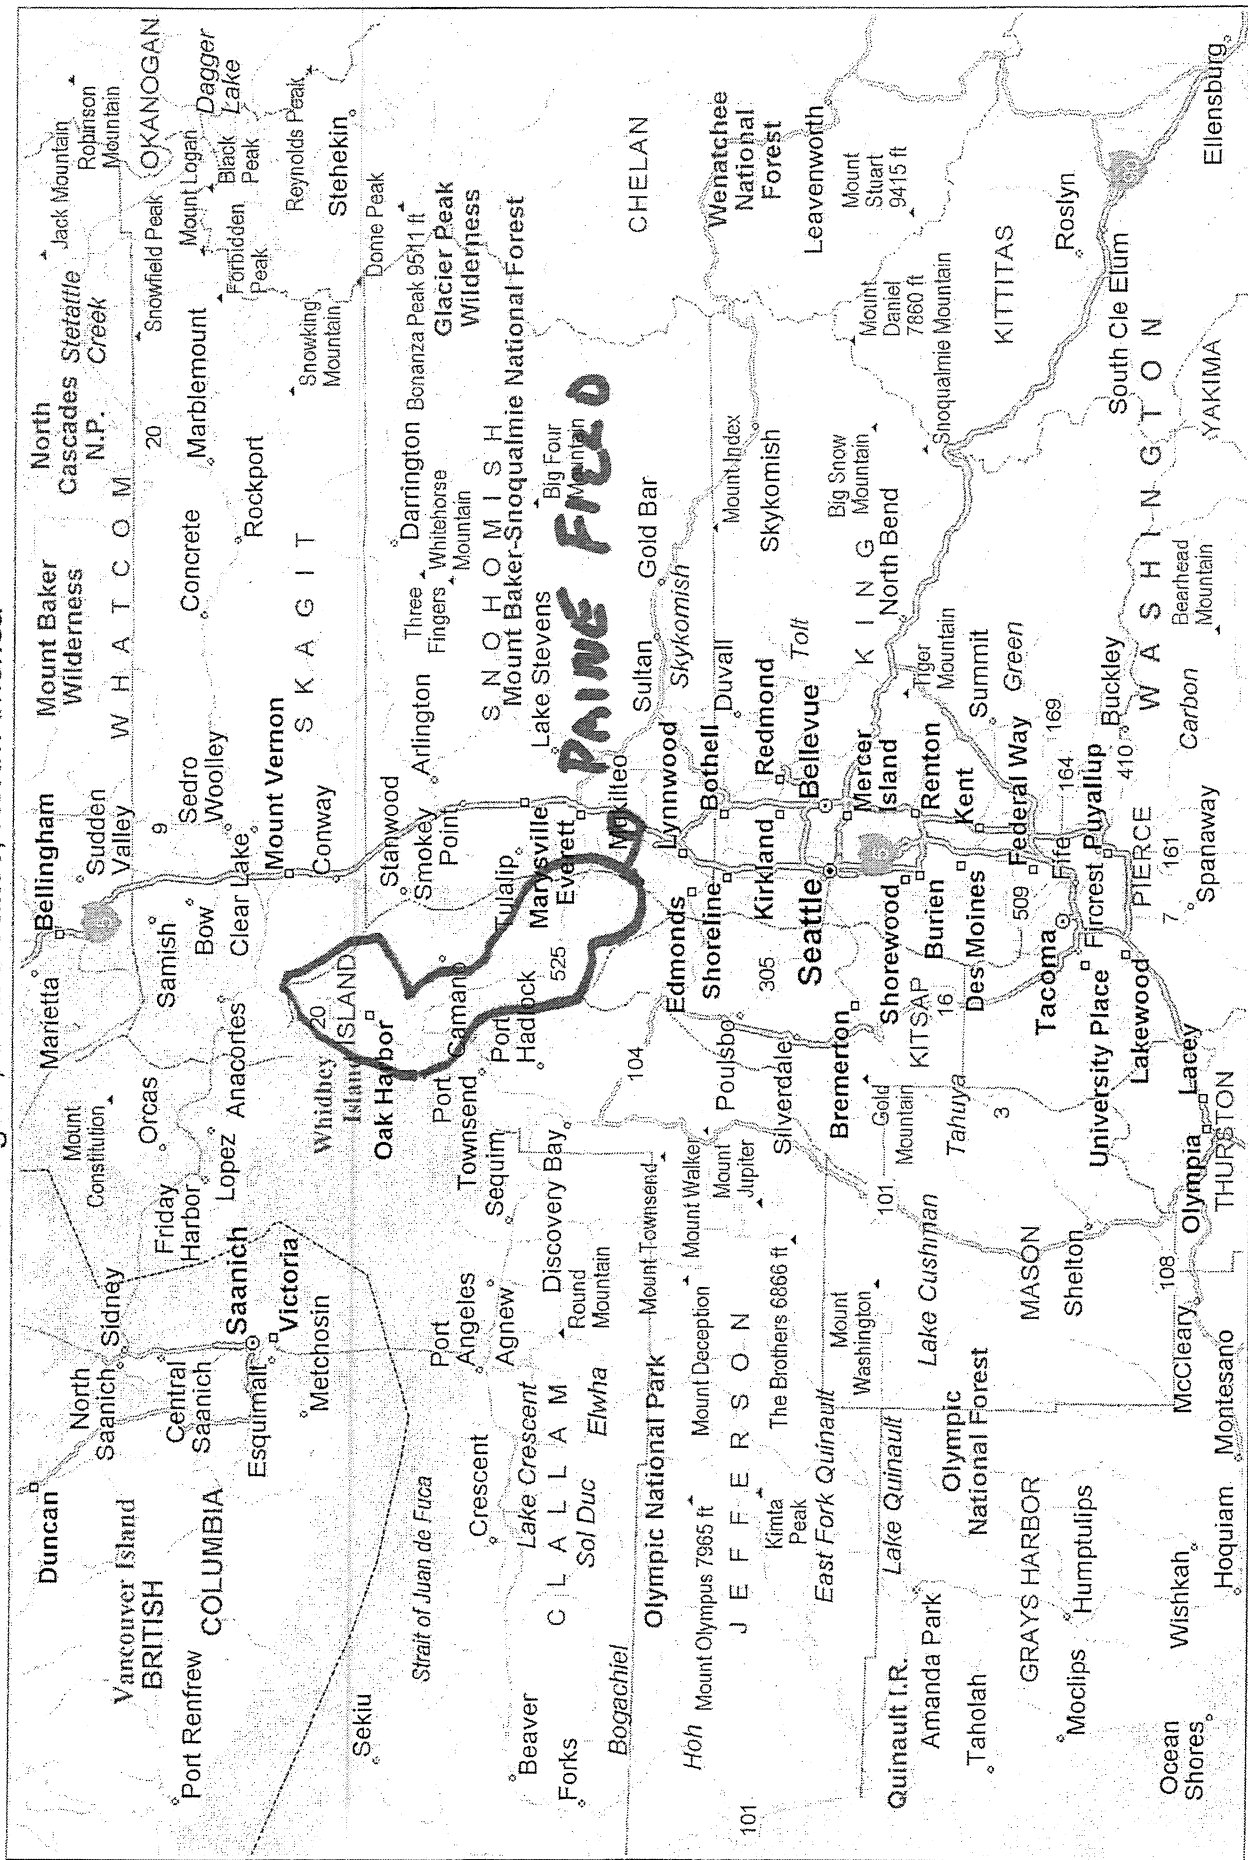 Duncan
Vancouver Island
BRITISH
COLUMBIA
Port Renfrew
North
Saanich
Sidney
Central
Saanich
Saanich
Esquimalt
Victoria
Metchosin
Sekiu
Strait of Juan de Fuca
Marietta
Bellingham
Mount
Constitution
Orcas
Friday
Harbor
Lopez
Anacortes
Samish
Bow
Clear Lake
Sudden
Valley
9
Sedro
Woolley
Mount Vernon
Conway
Whidbey
Island
20
ISLAND
Oak Harbor
Mount Baker
Wilderness
W H A T C O M
North
Cascades
N.P.
Stetattle
Creek
Jack Mountain
Robinson
Mountain
OKANOGAN
20
Snowfield Peak
Mount Logan
Dagger
Lake
Black
Peak
Forbidden
Peak
Marblemount
Concrete
Rockport
Reynolds Peak
Stehekin
Snowking
Mountain
S K A G I T
Dome Peak
Beaver
Forks
Crescent
Lake Crescent
C L A L L A M
Sol Duc
Elwha
Port
Angeles
Agnew
Round
Mountain
Discovery Bay
Sequim
Port
Townsend
Port
Hadlock
Camano
525
Stanwood
Smokey
Point
Arlington
Tulalip
Marysville
Everett
Mukilteo
Three
Fingers
Whitehorse
Mountain
Darrington
Bonanza Peak 9511 ft
Glacier Peak
Wilderness
S N O H O M I S H
Mount Baker-Snoqualmie National Forest
Lake Stevens
Big Four
Mountain
PAINE FIELD
Bogachiel
Olympic National Park
Hoh
Mount Olympus 7965 ft
Mount Deception
Mount Townsend
Mount Walker
Mount
Jupiter
J E F F E R S O N
The Brothers 6866 ft
Kimta
Peak
East Fork Quinault
101
104
Poulsbo
Silverdale
Edmonds
Shoreline
305
Lynnwood
Bothell
Kirkland
Redmond
Seattle
Bellevue
Sultan
Skykomish
Gold Bar
Duvall
Tolt
Mount Index
Skykomish
CHELAN
Wenatchee
National
Forest
Leavenworth
Mount
Stuart
9415 ft
Mount
Daniel
7860 ft
Big Snow
Mountain
Snoqualmie Mountain
K I N G
North Bend
Quinault I.R.
Amanda Park
Lake Quinault
Taholah
Olympic
National Forest
Mount
Washington
Lake Cushman
101
Bremerton
Gold
Mountain
KITSAP
Tahuya
3
16
5
Shorewood
Burien
Des Moines
509
Mercer
Island
Renton
Kent
Tiger
Mountain
Summit
Green
Federal Way
169
164
Fife
KITTITAS
Roslyn
90
South Cle Elum
Ellensburg
GRAYS HARBOR
Moclips
Humptulips
MASON
Shelton
Tacoma
University Place
Fircrest
Puyallup
Lakewood
PIERCE
410
Buckley
161
7
Spanaway
Carbon
Bearhead
Mountain
W A S H I N G T O N
YAKIMA
Ocean
Shores
Wishkah
Hoquiam
Montesano
McCleary
108
Olympia
Lacey
THURSTON